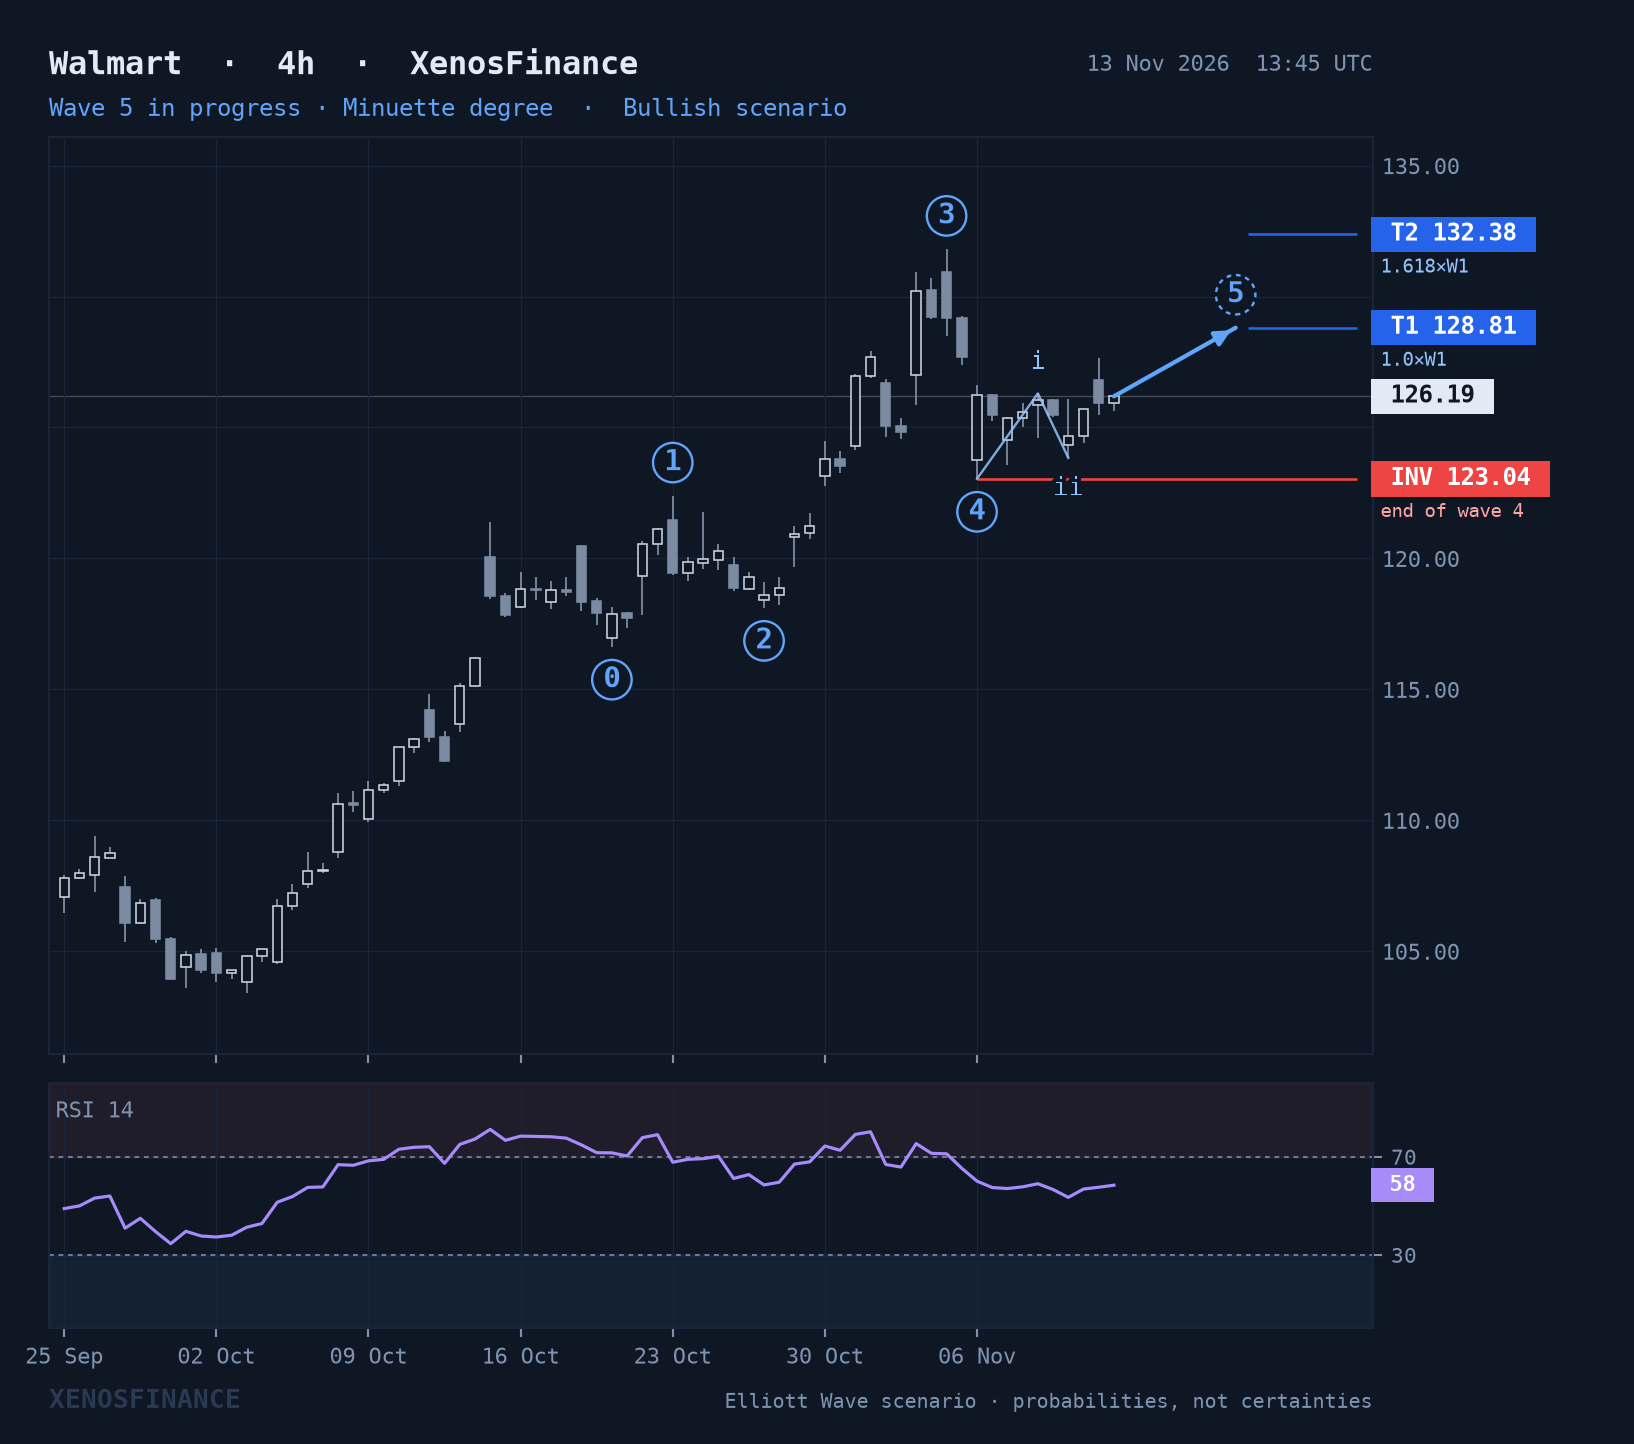 Walmart · 4h · XenosFinance
13 Nov 2026 13:45 UTC
Wave 5 in progress · Minuette degree · Bullish scenario
135.00
3
T2 132.38
1.618×W1
5
T1 128.81
1.0×W1
i
126.19
1
INV 123.04
ii
end of wave 4
4
120.00
2
0
115.00
110.00
105.00
RSI 14
70
58
30
25 Sep 02 Oct 09 Oct 16 Oct 23 Oct 30 Oct 06 Nov
XENOSFINANCE
Elliott Wave scenario · probabilities, not certainties